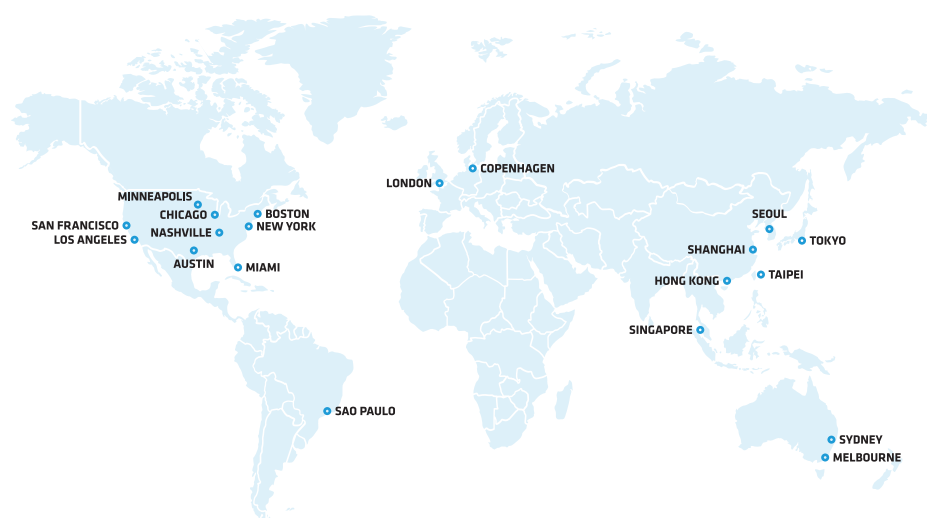 COPENHAGEN
LONDON
MINNEAPOLIS
CHICAGO
BOSTON
SAN FRANCISCO
NEW YORK
NASHVILLE
LOS ANGELES
AUSTIN
MIAMI
SEOUL
TOKYO
SHANGHAI
TAIPEI
HONG KONG
SINGAPORE
SAO PAULO
SYDNEY
MELBOURNE